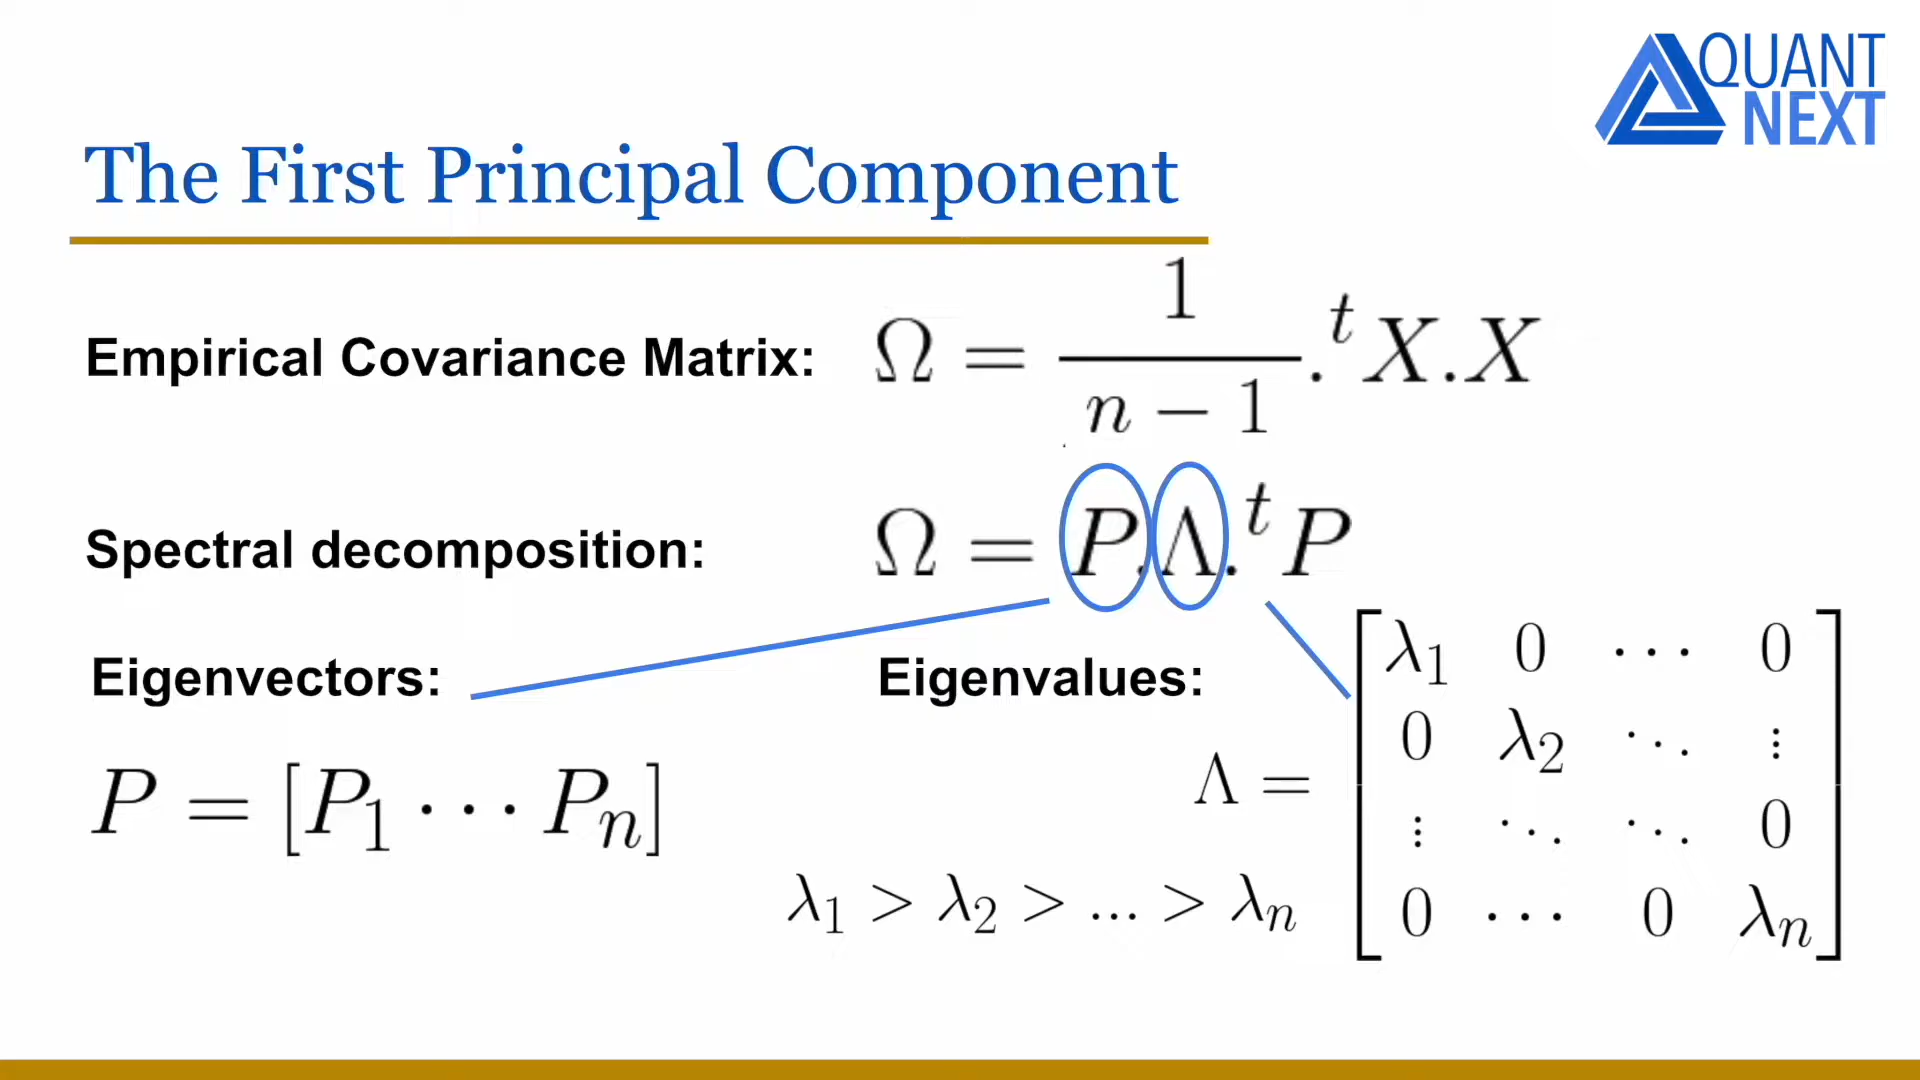 QUANT
NEXT
The First Principal Component
Empirical Covariance Matrix: Ω = 1/(n − 1) . ᵗX.X
Spectral decomposition: Ω = P.Λ.ᵗP
Eigenvectors:
P = [P₁ ⋯ Pₙ]
Eigenvalues:
Λ =
λ₁ 0 ⋯ 0
0 λ₂ ⋱ ⋮
⋮ ⋱ ⋱ 0
0 ⋯ 0 λₙ
λ₁ > λ₂ > ... > λₙ